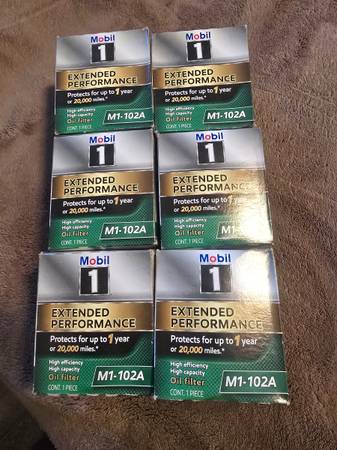 Mobil
1
EXTENDED
PERFORMANCE
Protects for up to 1 year
or 20,000 miles.*
High efficiency
High capacity
Oil filter
CONT. 1 PIECE
M1-102A
Mobil
1
EXTENDED
PERFORMANCE
Protects for up to 1 year
or 20,000 miles.*
High efficiency
High capacity
Oil filter
CONT. 1 PIECE
M1-102A
Mobil
1
EXTENDED
PERFORMANCE
Protects for up to 1 year
or 20,000 miles.*
High efficiency
High capacity
Oil filter
CONT. 1 PIECE
M1-102A
Mobil
1
EXTENDED
PERFORMANCE
Protects for up to 1 year
or 20,000 miles.*
High efficiency
High capacity
Oil filter
CONT. 1 PIECE
M1-102A
Mobil
1
EXTENDED
PERFORMANCE
Protects for up to 1 year
or 20,000 miles.*
High efficiency
High capacity
Oil filter
CONT. 1 PIECE
M1-102A
Mobil
1
EXTENDED
PERFORMANCE
Protects for up to 1 year
or 20,000 miles.*
High efficiency
High capacity
Oil filter
CONT. 1 PIECE
M1-102A